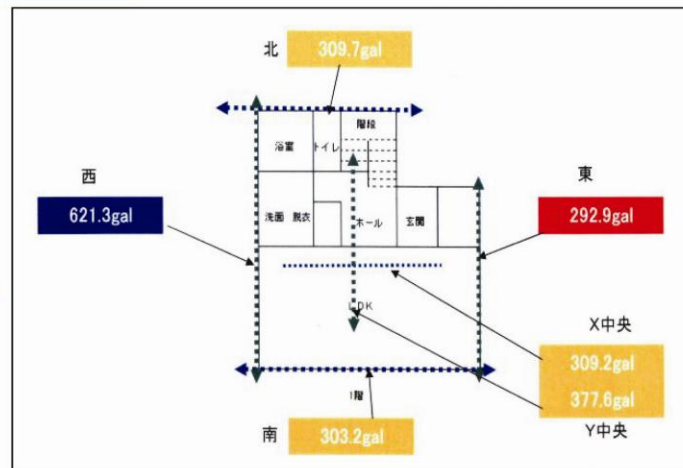 北
309.7gal
階段
浴室
トイレ
西
東
621.3gal
292.9gal
洗面 脱衣
ホール
玄関
LDK
X中央
309.2gal
377.6gal
Y中央
1階
南
303.2gal